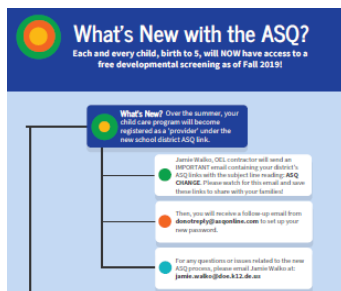 What's New with the ASQ?
Each and every child, birth to 5, will NOW have access to a
free developmental screening as of Fall 2019!
What's New? Over the summer, your
child care program will become
registered as a 'provider' under the
new school district ASQ link.
Jamie Walko, OEL contractor will send an
IMPORTANT email containing your district's
ASQ links with the subject line reading: ASQ
CHANGE. Please watch for this email and save
these links to share with your families!
Then, you will receive a follow-up email from
donotreply@asqonline.com to set up your
new password.
For any questions or issues related to the new
ASQ process, please email Jamie Walko at:
jamie.walko@doe.k12.de.us